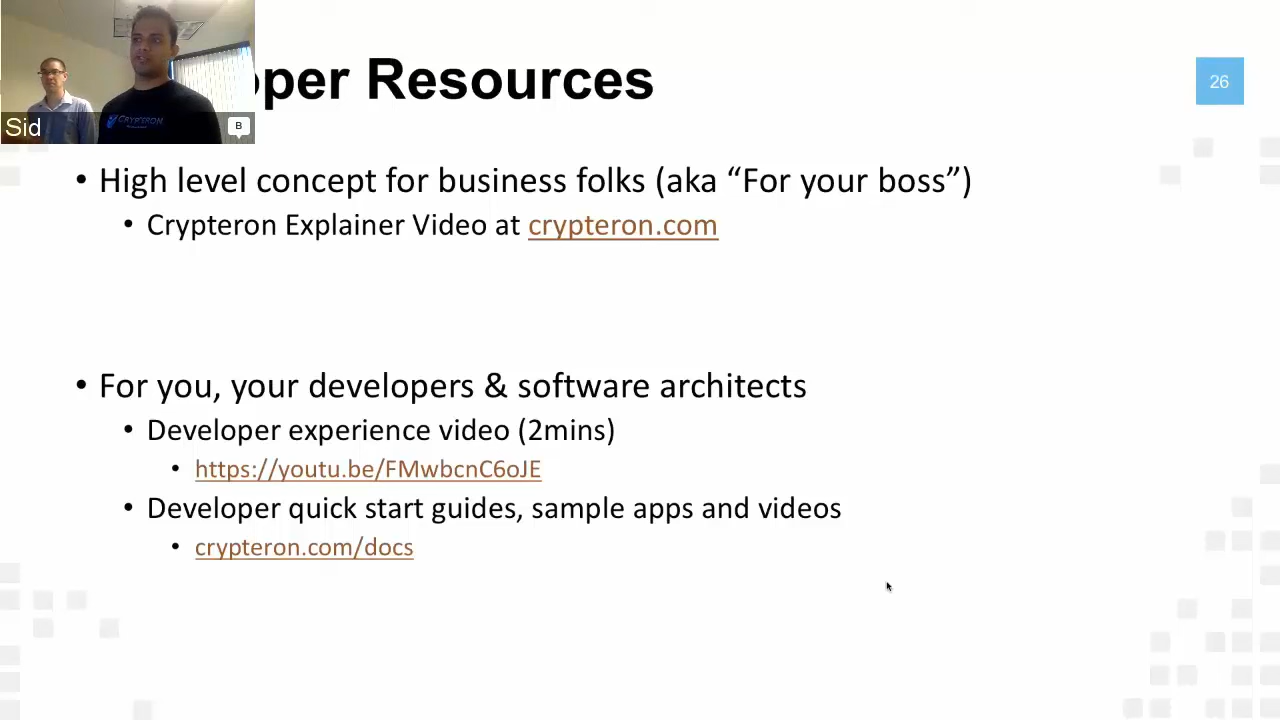 per Resources
26
Sid
B
CRYPTERON
• High level concept for business folks (aka “For your boss”)
• Crypteron Explainer Video at crypteron.com
• For you, your developers & software architects
• Developer experience video (2mins)
• https://youtu.be/FMwbcnC6oJE
• Developer quick start guides, sample apps and videos
• crypteron.com/docs